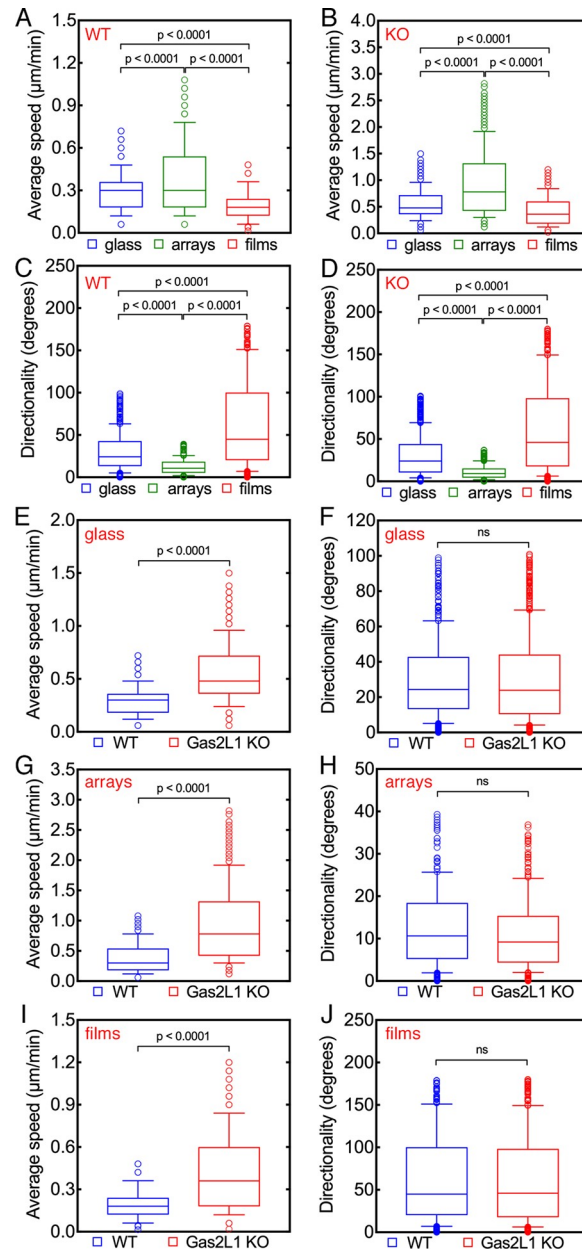 A
WT
Average speed (µm/min)
1.5
1.2
0.9
0.6
0.3
0.0
p < 0.0001
p < 0.0001 p < 0.0001
glass arrays films
B
KO
Average speed (µm/min)
4.0
3.5
3.0
2.5
2.0
1.5
1.0
0.5
0.0
p < 0.0001
p < 0.0001 p < 0.0001
glass arrays films
C
WT
Directionality (degrees)
250
200
150
100
50
0
p < 0.0001
p < 0.0001 p < 0.0001
glass arrays films
D
KO
Directionality (degrees)
250
200
150
100
50
0
p < 0.0001
p < 0.0001 p < 0.0001
glass arrays films
E
glass
Average speed (µm/min)
2.0
1.5
1.0
0.5
0.0
p < 0.0001
WT Gas2L1 KO
F
glass
Directionality (degrees)
120
100
80
60
40
20
0
ns
WT Gas2L1 KO
G
arrays
Average speed (µm/min)
3.5
3.0
2.5
2.0
1.5
1.0
0.5
0.0
p < 0.0001
WT Gas2L1 KO
H
arrays
Directionality (degrees)
50
40
30
20
10
0
ns
WT Gas2L1 KO
I
films
Average speed (µm/min)
1.5
1.2
0.9
0.6
0.3
0.0
p < 0.0001
WT Gas2L1 KO
J
films
Directionality (degrees)
250
200
150
100
50
0
ns
WT Gas2L1 KO